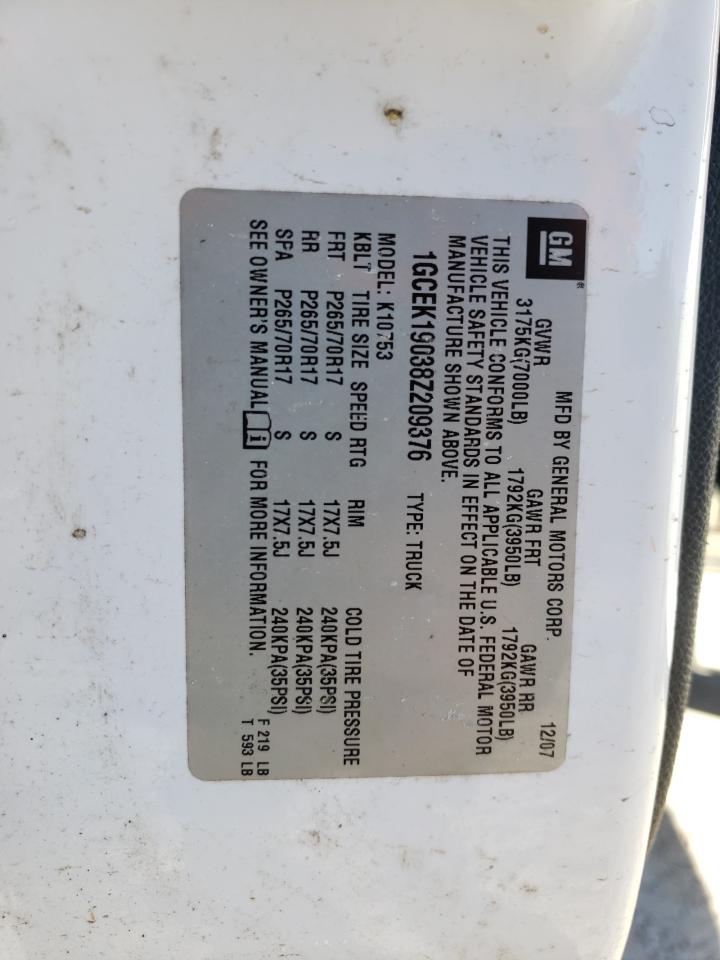 GM®
MFD BY GENERAL MOTORS CORP. 12/07
GVWR GAWR FRT GAWR RR
3175KG(7000LB) 1792KG(3950LB) 1792KG(3950LB)
THIS VEHICLE CONFORMS TO ALL APPLICABLE U.S. FEDERAL MOTOR
VEHICLE SAFETY STANDARDS IN EFFECT ON THE DATE OF
MANUFACTURE SHOWN ABOVE.
1GCEK19038Z209376 TYPE: TRUCK
MODEL: K10753
KBLT TIRE SIZE SPEED RTG RIM COLD TIRE PRESSURE
FRT P265/70R17 S 17X7.5J 240KPA(35PSI)
RR P265/70R17 S 17X7.5J 240KPA(35PSI)
SPA P265/70R17 S 17X7.5J 240KPA(35PSI)
SEE OWNER'S MANUAL i FOR MORE INFORMATION. F 219 LB
T 593 LB